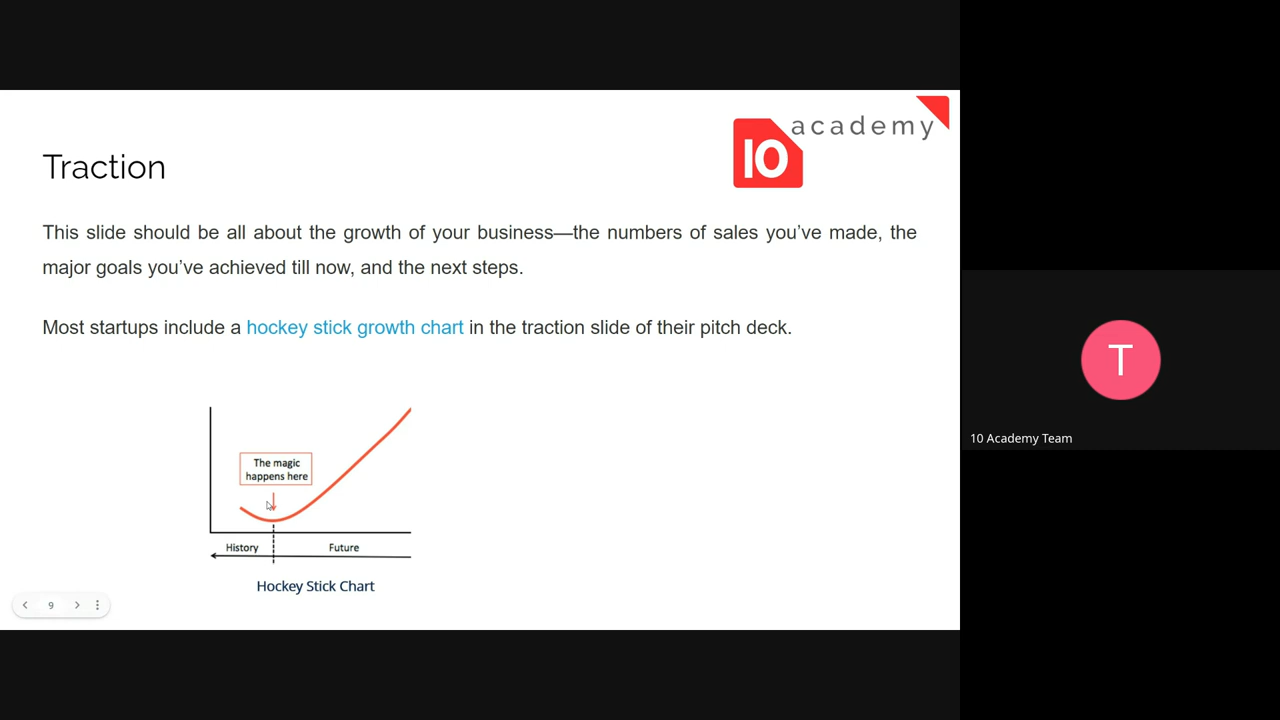 academy
10
Traction
This slide should be all about the growth of your business—the numbers of sales you’ve made, the
major goals you’ve achieved till now, and the next steps.
Most startups include a hockey stick growth chart in the traction slide of their pitch deck.
The magic
happens here
History
Future
Hockey Stick Chart
9
T
10 Academy Team